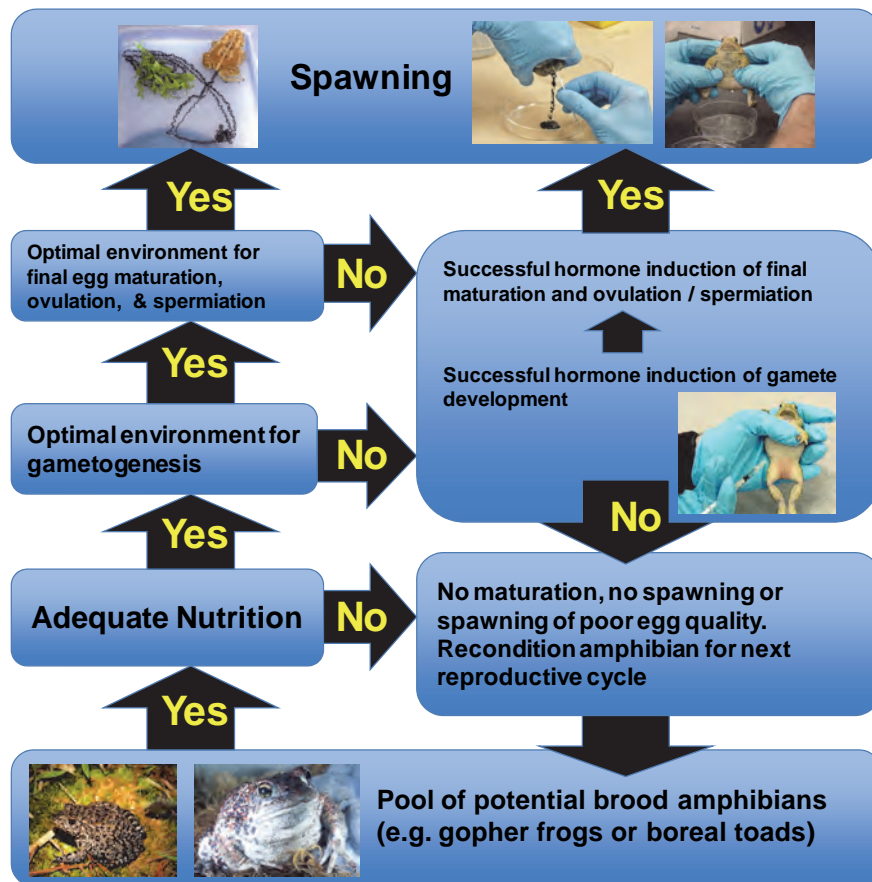 Spawning
Yes
Yes
Optimal environment for
final egg maturation,
ovulation, & spermiation
No
Successful hormone induction of final
maturation and ovulation / spermiation
Yes
Successful hormone induction of gamete
development
Optimal environment for
gametogenesis
No
No
Yes
Adequate Nutrition
No
No maturation, no spawning or
spawning of poor egg quality.
Recondition amphibian for next
reproductive cycle
Yes
Pool of potential brood amphibians
(e.g. gopher frogs or boreal toads)